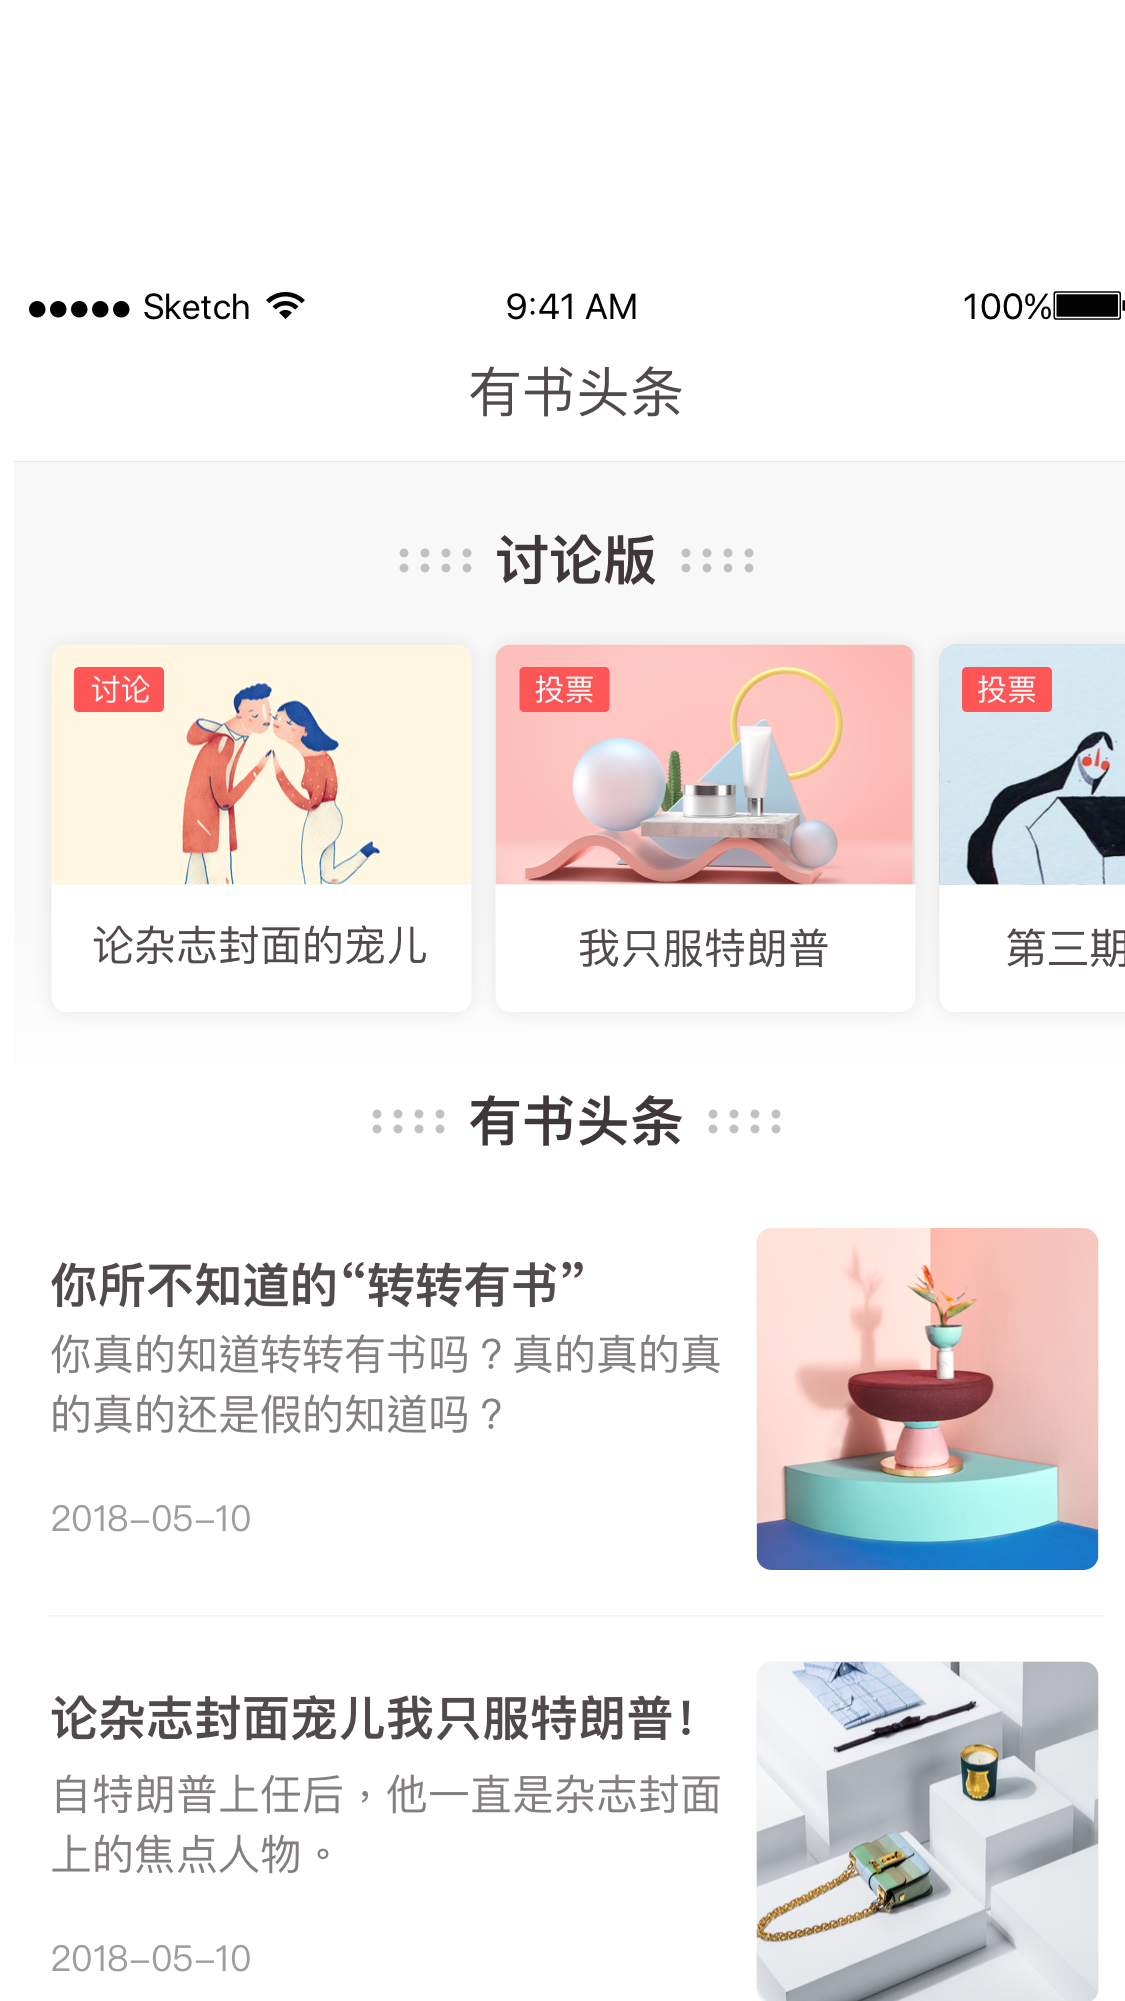 ●●●●● Sketch 9:41 AM 100%
有书头条
讨论版
讨论
投票
投票
论杂志封面的宠儿
我只服特朗普
第三期
有书头条
你所不知道的“转转有书”
你真的知道转转有书吗？真的真的真
的真的还是假的知道吗？
2018-05-10
论杂志封面宠儿我只服特朗普！
自特朗普上任后，他一直是杂志封面
上的焦点人物。
2018-05-10